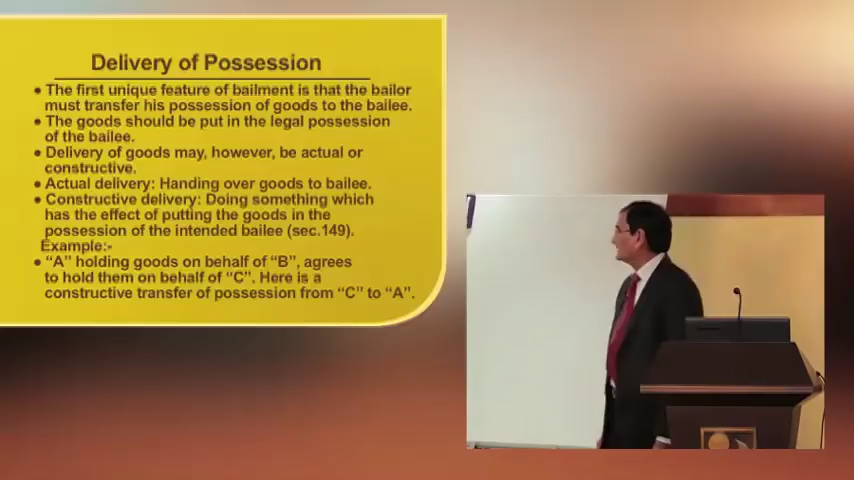 Delivery of Possession
• The first unique feature of bailment is that the bailor
must transfer his possession of goods to the bailee.
• The goods should be put in the legal possession
of the bailee.
• Delivery of goods may, however, be actual or
constructive.
• Actual delivery: Handing over goods to bailee.
• Constructive delivery: Doing something which
has the effect of putting the goods in the
possession of the intended bailee (sec.149).
Example:-
• “A” holding goods on behalf of “B”, agrees
to hold them on behalf of “C”. Here is a
constructive transfer of possession from “C” to “A”.